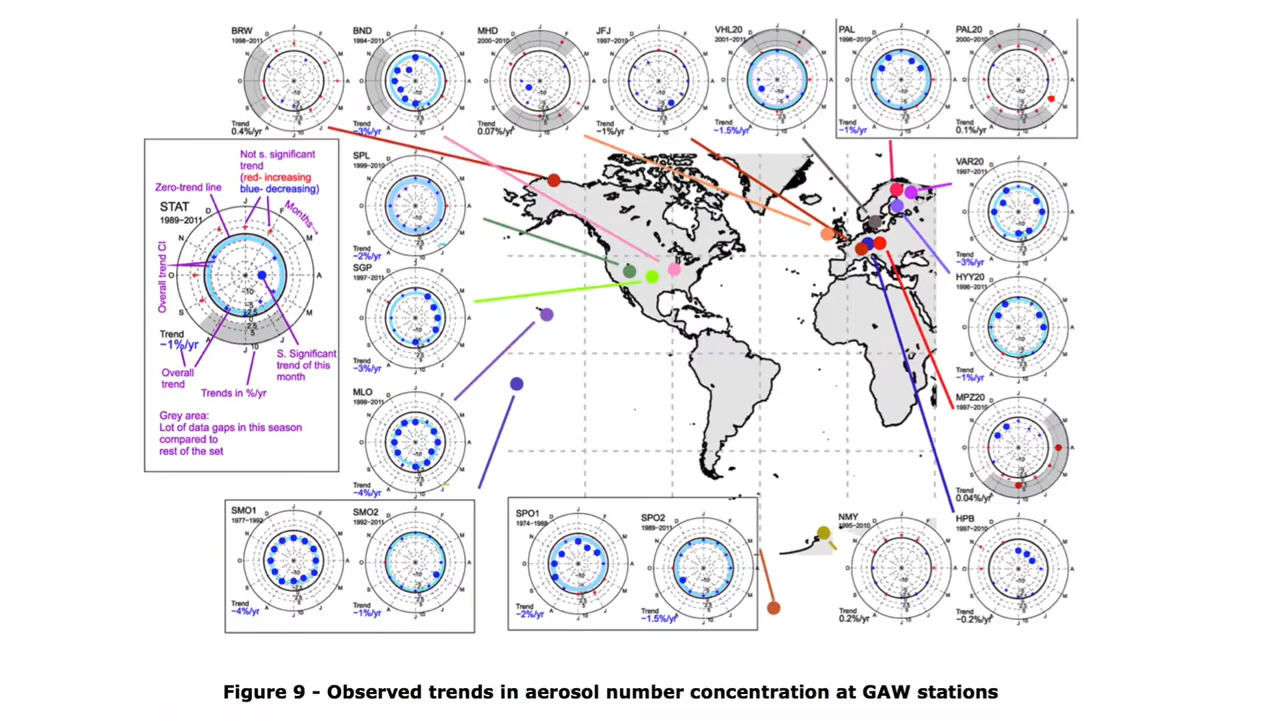 BRW
1998-2011
Trend
0.4%/yr
BND
1994-2011
Trend
-3%/yr
MHD
2000-2010
Trend
0.07%/yr
JFJ
1997-2010
Trend
-1%/yr
VHL20
2001-2011
Trend
-1.5%/yr
PAL
1996-2010
Trend
-1%/yr
PAL20
2000-2010
Trend
0.1%/yr
Not s. significant
trend
(red- increasing
blue- decreasing)
Zero-trend line
Months
STAT
1989-2011
Overall trend CI
Trend
-1%/yr
Overall
trend
S. Significant
trend of this
month
Trends in %/yr
Grey area:
Lot of data gaps in this season
compared to
rest of the set
SPL
1999-2010
Trend
-2%/yr
SGP
1997-2011
Trend
-3%/yr
MLO
1999-2011
Trend
-4%/yr
VAR20
1997-2011
Trend
-3%/yr
HYY20
1996-2011
Trend
-1%/yr
MPZ20
1997-2010
Trend
0.04%/yr
SMO1
1977-1992
Trend
-4%/yr
SMO2
1992-2011
Trend
-1%/yr
SPO1
1974-1988
Trend
-2%/yr
SPO2
1989-2011
Trend
-1.5%/yr
NMY
1995-2010
Trend
0.2%/yr
HPB
1997-2010
Trend
-0.2%/yr
Figure 9 - Observed trends in aerosol number concentration at GAW stations